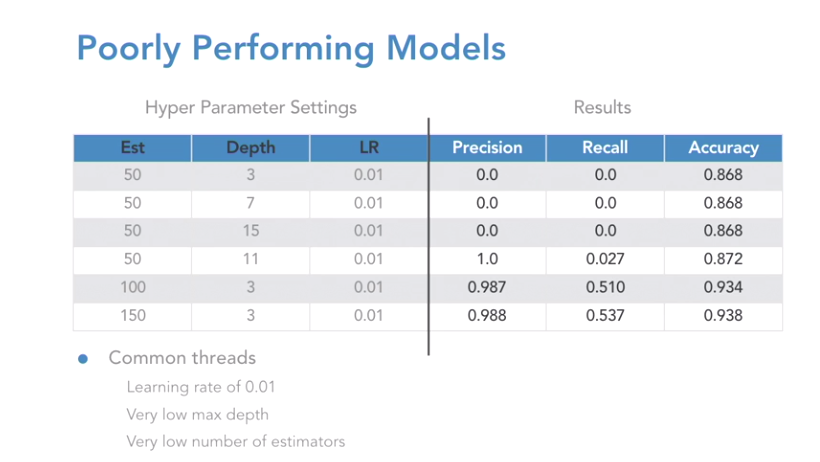 Poorly Performing Models
Hyper Parameter Settings Results
Est Depth LR Precision Recall Accuracy
50 3 0.01 0.0 0.0 0.868
50 7 0.01 0.0 0.0 0.868
50 15 0.01 0.0 0.0 0.868
50 11 0.01 1.0 0.027 0.872
100 3 0.01 0.987 0.510 0.934
150 3 0.01 0.988 0.537 0.938
Common threads
Learning rate of 0.01
Very low max depth
Very low number of estimators